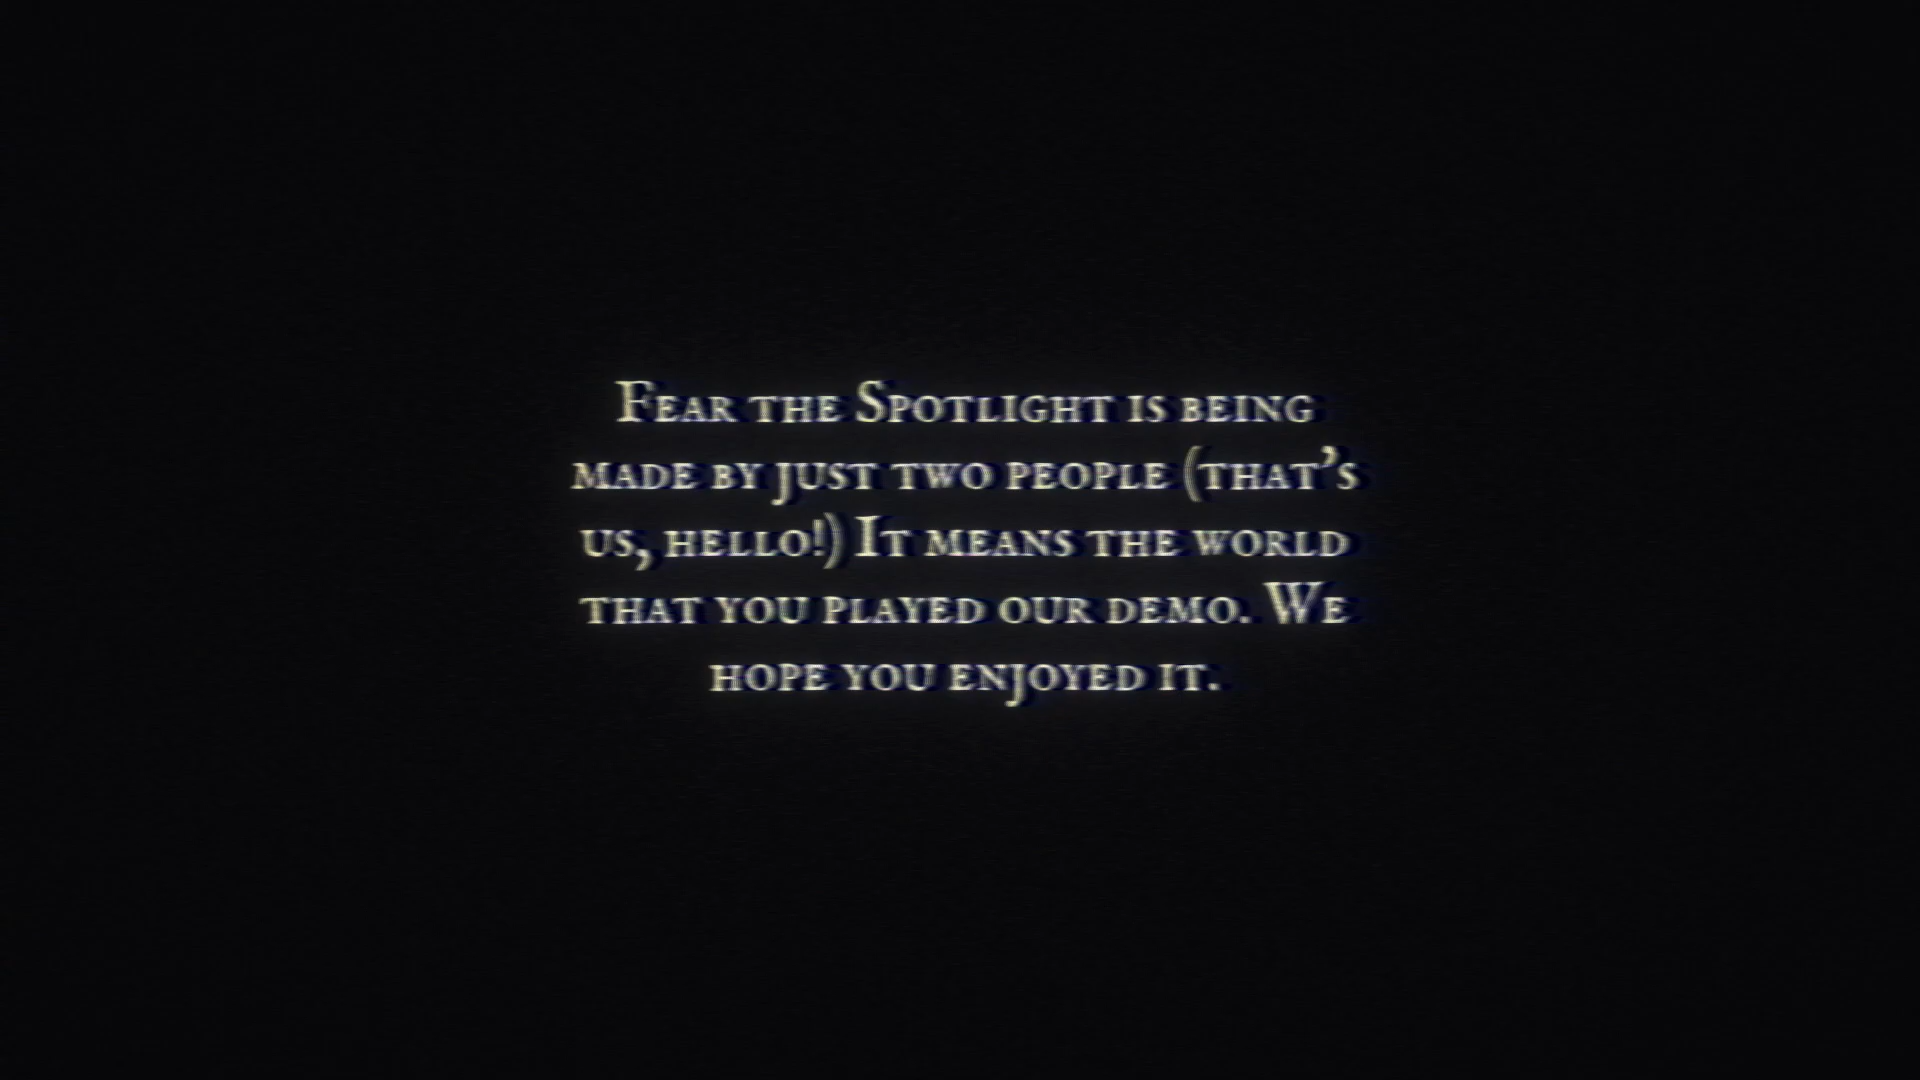 Fear the Spotlight is being
made by just two people (that's
us, hello!) It means the world
that you played our demo. We
hope you enjoyed it.